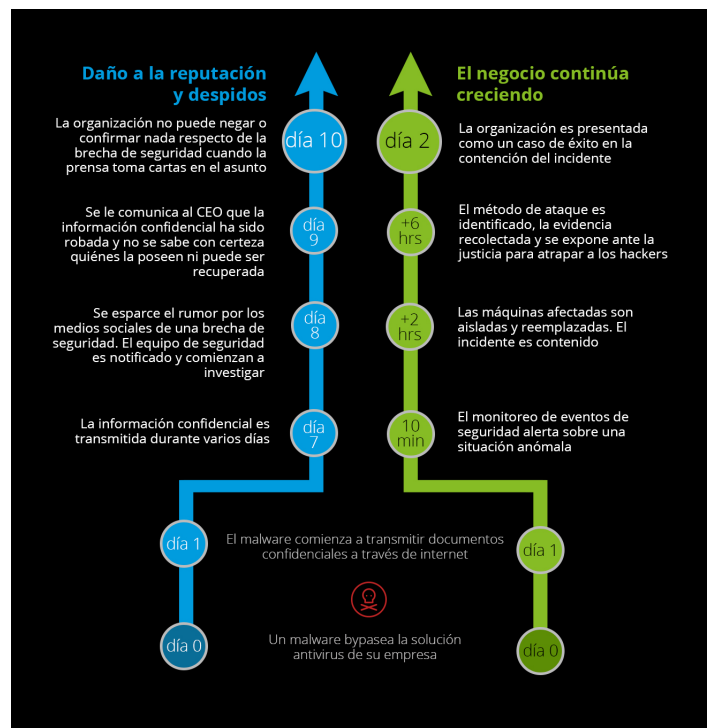 Daño a la reputación
y despidos
La organización no puede negar o
confirmar nada respecto de la
brecha de seguridad cuando la
prensa toma cartas en el asunto
día 10
Se le comunica al CEO que la
información confidencial ha sido
robada y no se sabe con certeza
quiénes la poseen ni puede ser
recuperada
día
9
Se esparce el rumor por los
medios sociales de una brecha de
seguridad. El equipo de seguridad
es notificado y comienzan a
investigar
día
8
La información confidencial es
transmitida durante varios días
día
7
El negocio continúa
creciendo
día 2
La organización es presentada
como un caso de éxito en la
contención del incidente
+6
hrs
El método de ataque es
identificado, la evidencia
recolectada y se expone ante la
justicia para atrapar a los hackers
+2
hrs
Las máquinas afectadas son
aisladas y reemplazadas. El
incidente es contenido
10
min
El monitoreo de eventos de
seguridad alerta sobre una
situación anómala
día 1
El malware comienza a transmitir documentos
confidenciales a través de internet
día 1
día 0
Un malware bypasea la solución
antivirus de su empresa
día 0